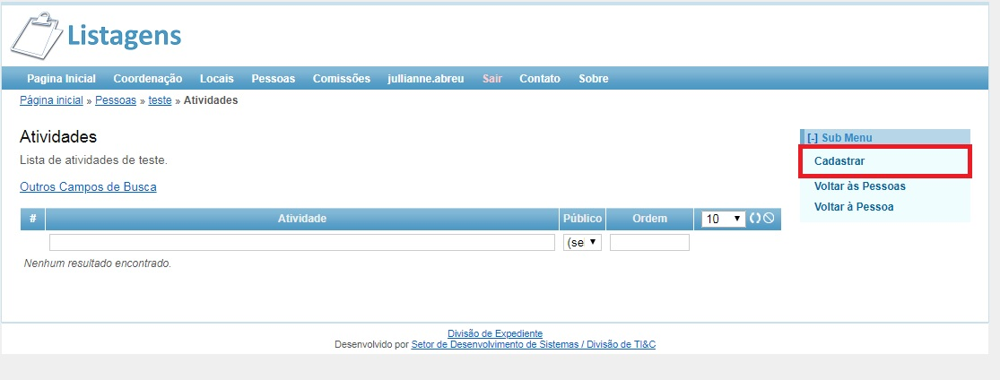 Listagens
Pagina Inicial Coordenação Locais Pessoas Comissões jullianne.abreu Sair Contato Sobre
Página inicial » Pessoas » teste » Atividades
Atividades
Lista de atividades de teste.
Outros Campos de Busca
# Atividade Público Ordem 10
(se
Nenhum resultado encontrado.
[-] Sub Menu
Cadastrar
Voltar às Pessoas
Voltar à Pessoa
Divisão de Expediente
Desenvolvido por Setor de Desenvolvimento de Sistemas / Divisão de TI&C